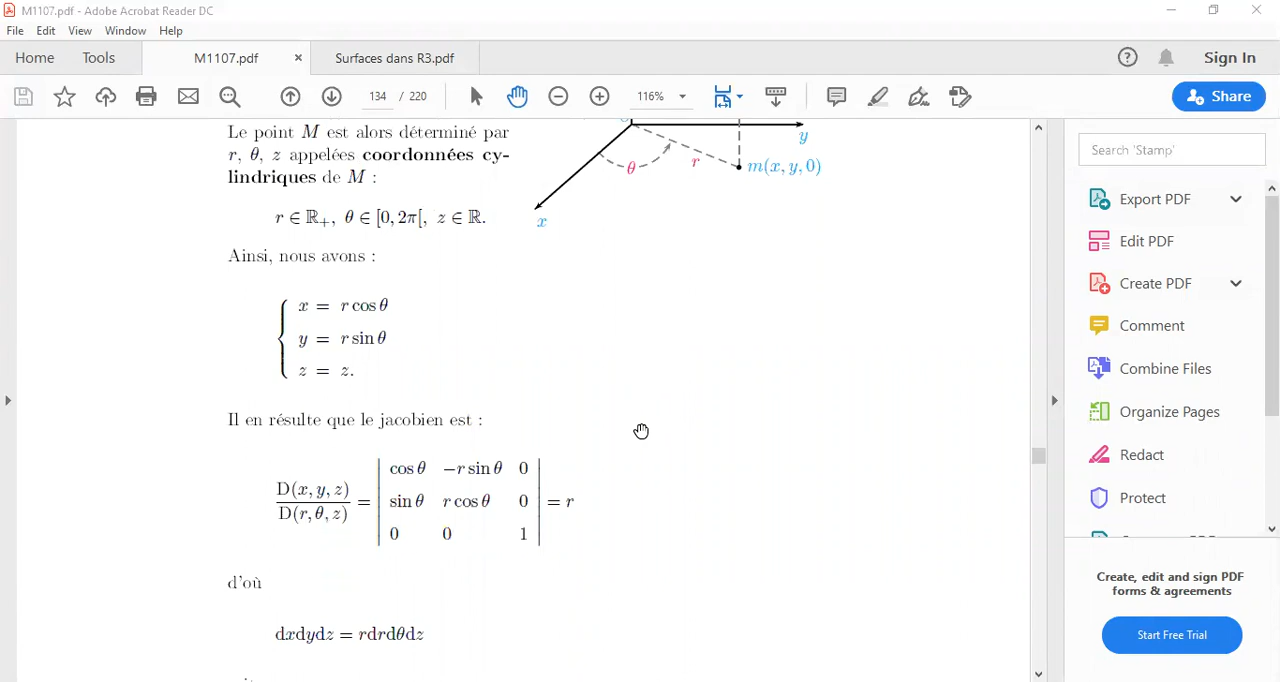 M1107.pdf - Adobe Acrobat Reader DC
File Edit View Window Help
Home Tools M1107.pdf × Surfaces dans R3.pdf Sign In
134 / 220 116% Share
Le point M est alors déterminé par
r, θ, z appelées coordonnées cy-
lindriques de M :
r ∈ ℝ₊, θ ∈ [0, 2π[, z ∈ ℝ.
y
θ
r
m(x, y, 0)
x
Ainsi, nous avons :
x = r cos θ
y = r sin θ
z = z.
Il en résulte que le jacobien est :
D(x, y, z)
D(r, θ, z)
=
cos θ −r sin θ 0
sin θ r cos θ 0
0 0 1
= r
d'où
dxdydz = rdrdθdz
Search 'Stamp'
Export PDF
Edit PDF
Create PDF
Comment
Combine Files
Organize Pages
Redact
Protect
Create, edit and sign PDF
forms & agreements
Start Free Trial